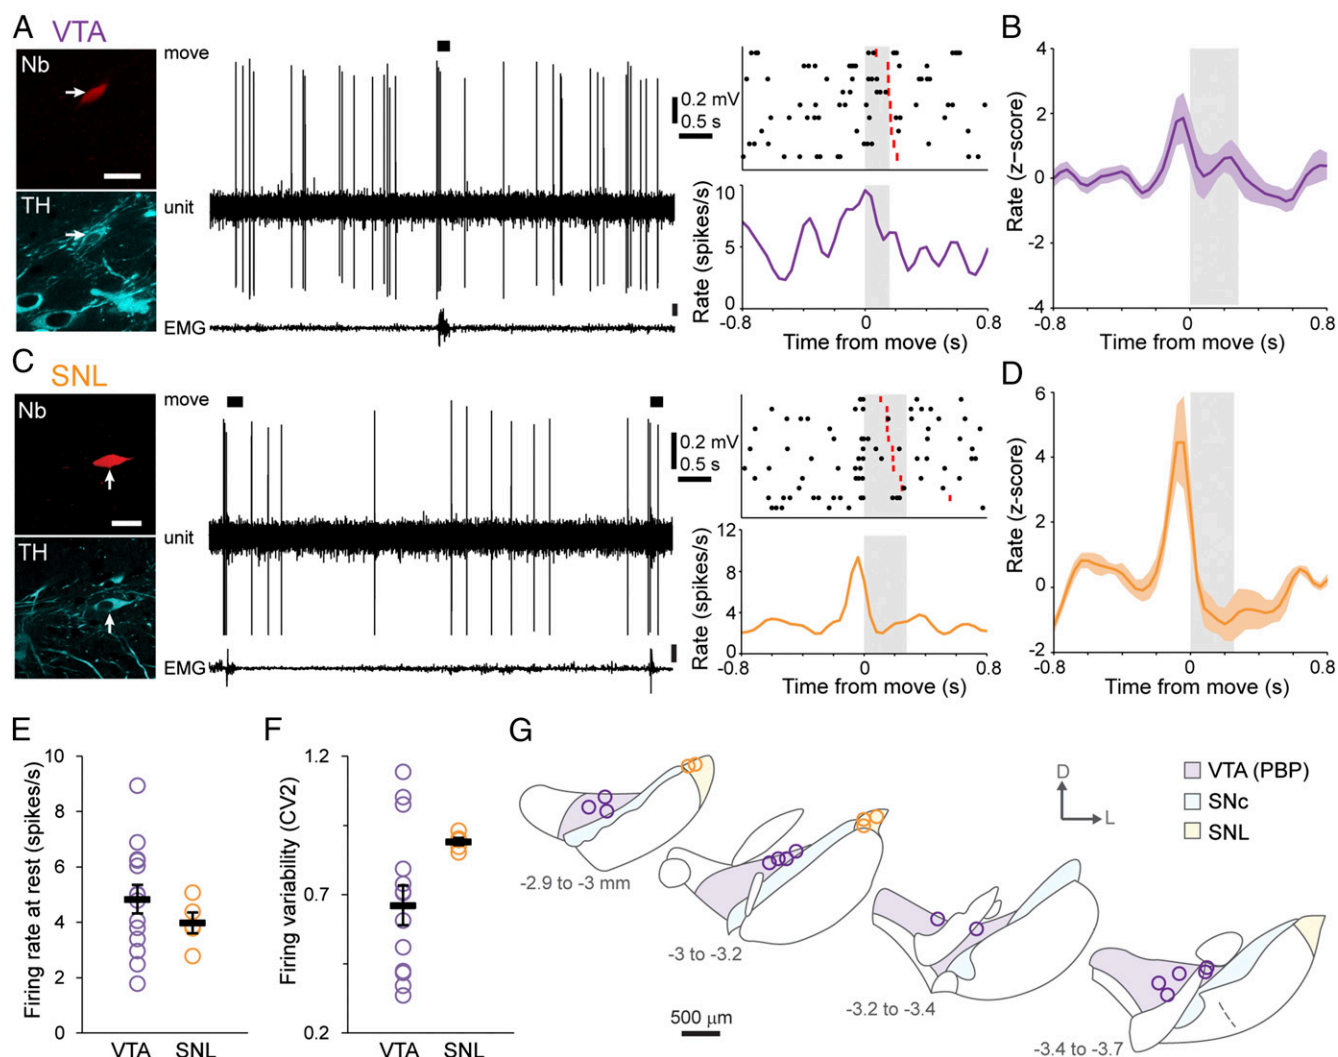 A
VTA
Nb
TH
move
unit
EMG
0.2 mV
0.5 s
Rate (spikes/s)
10
5
0
-0.8
0
0.8
Time from move (s)
B
Rate (z-score)
4
2
0
-2
-4
-0.8
0
0.8
Time from move (s)
C
SNL
Nb
TH
move
unit
EMG
0.2 mV
0.5 s
Rate (spikes/s)
12
8
4
0
-0.8
0
0.8
Time from move (s)
D
Rate (z-score)
6
4
2
0
-2
-0.8
0
0.8
Time from move (s)
E
Firing rate at rest (spikes/s)
10
8
6
4
2
0
VTA
SNL
F
Firing variability (CV2)
1.2
0.7
0.2
VTA
SNL
G
D
L
VTA (PBP)
SNc
SNL
-2.9 to -3 mm
-3 to -3.2
-3.2 to -3.4
-3.4 to -3.7
500 μm